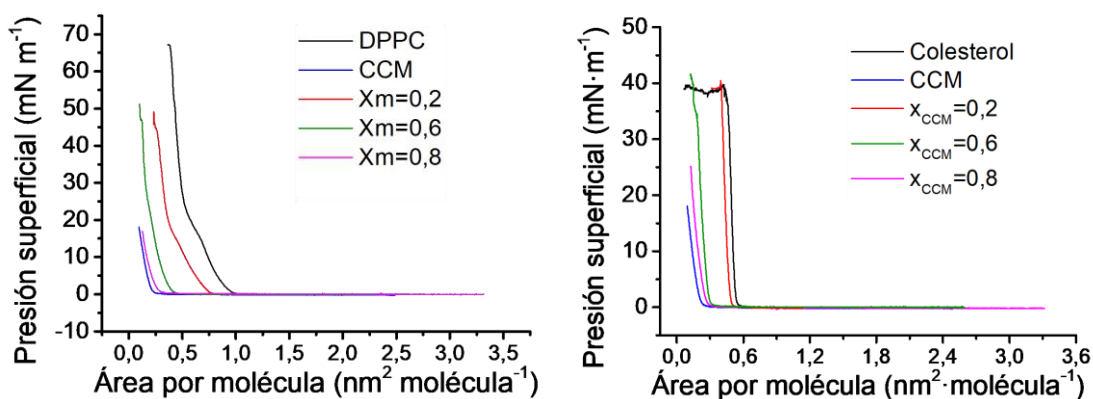 70
60
50
40
30
20
10
0
-10
Presión superficial (mN m⁻¹)
DPPC
CCM
Xm=0,2
Xm=0,6
Xm=0,8
0,0 0,5 1,0 1,5 2,0 2,5 3,0 3,5
Área por molécula (nm² molécula⁻¹)
50
40
30
20
10
0
Presión superficial (mN·m⁻¹)
Colesterol
CCM
x_CCM=0,2
x_CCM=0,6
x_CCM=0,8
0,0 0,6 1,2 1,8 2,4 3,0 3,6
Área por molécula (nm²·molécula⁻¹)